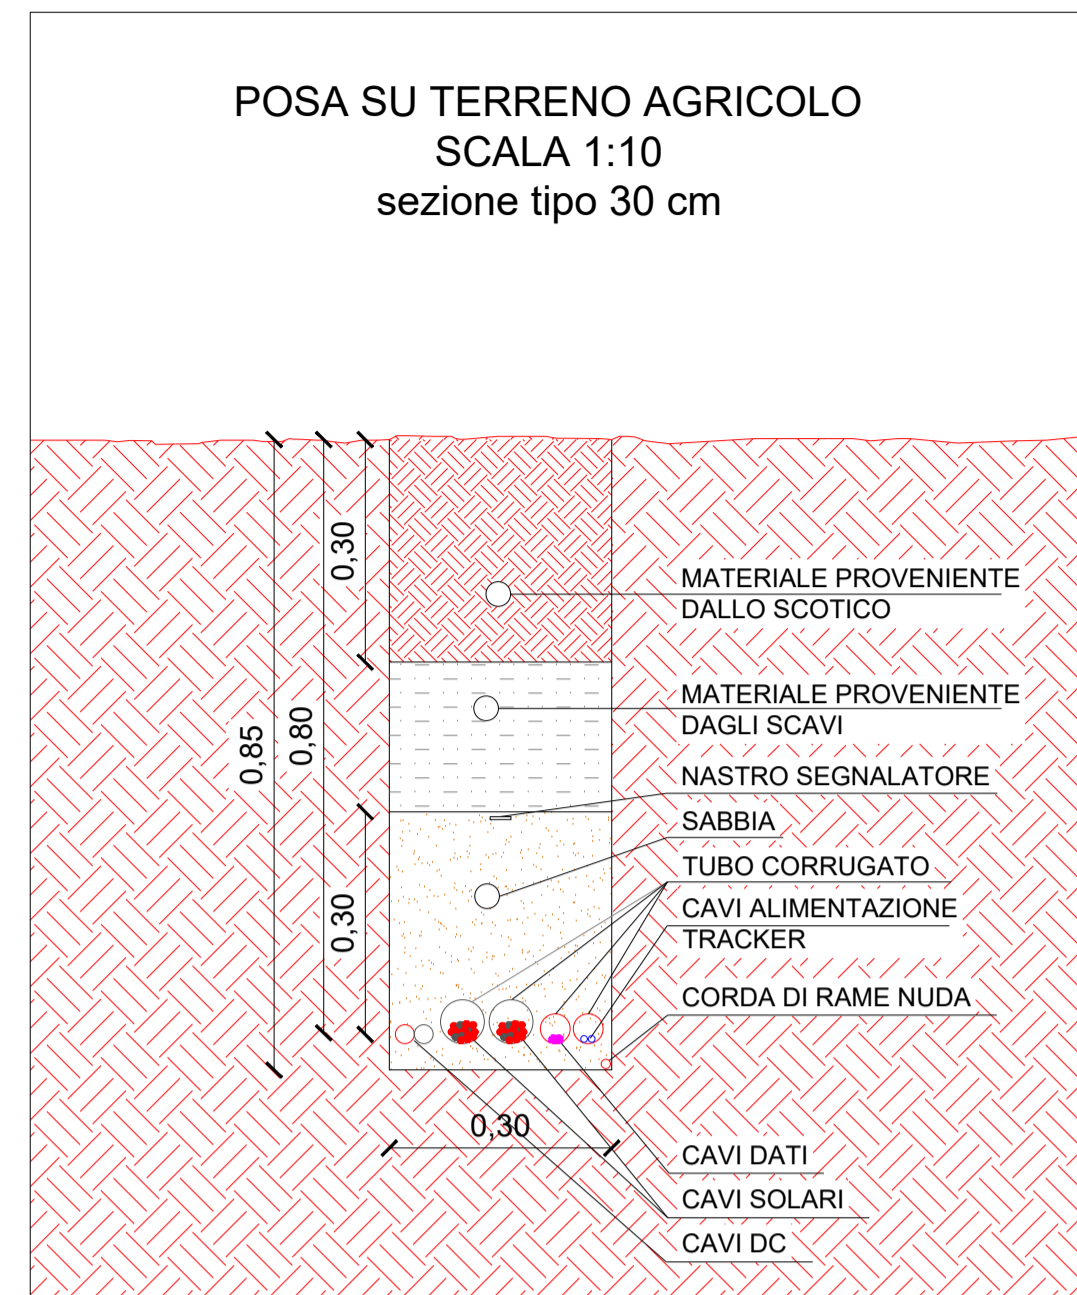 POSA SU TERRENO AGRICOLO
SCALA 1:10
sezione tipo 30 cm
0,30
MATERIALE PROVENIENTE
DALLO SCOTICO
MATERIALE PROVENIENTE
DAGLI SCAVI
0,85
0,80
NASTRO SEGNALATORE
SABBIA
TUBO CORRUGATO
0,30
CAVI ALIMENTAZIONE
TRACKER
CORDA DI RAME NUDA
0,30
CAVI DATI
CAVI SOLARI
CAVI DC